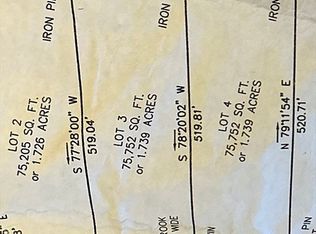 IRON PI
LOT 2
75,205 SQ. FT.
or 1.726 ACRES
S 77°28'00" W
519.04'
IRON
LOT 3
75,752 SQ. FT.
or 1.739 ACRES
S 78°20'02" W
519.81'
IRON
LOT 4
75,752 SQ. FT.
or 1.739 ACRES
N 79°11'54" E
520.71'
E
OOK
WIDE
PIN